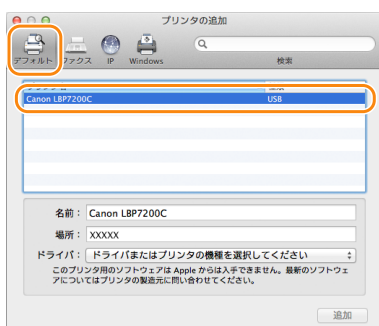 プリンタの追加
デフォルト ファクス IP Windows 検索
Canon LBP7200C USB
名前： Canon LBP7200C
場所： XXXXX
ドライバ： ドライバまたはプリンタの機種を選択してください
このプリンタ用のソフトウェアは Apple からは入手できません。最新のソフトウェ
アについてはプリンタの製造元に問い合わせてください。
追加